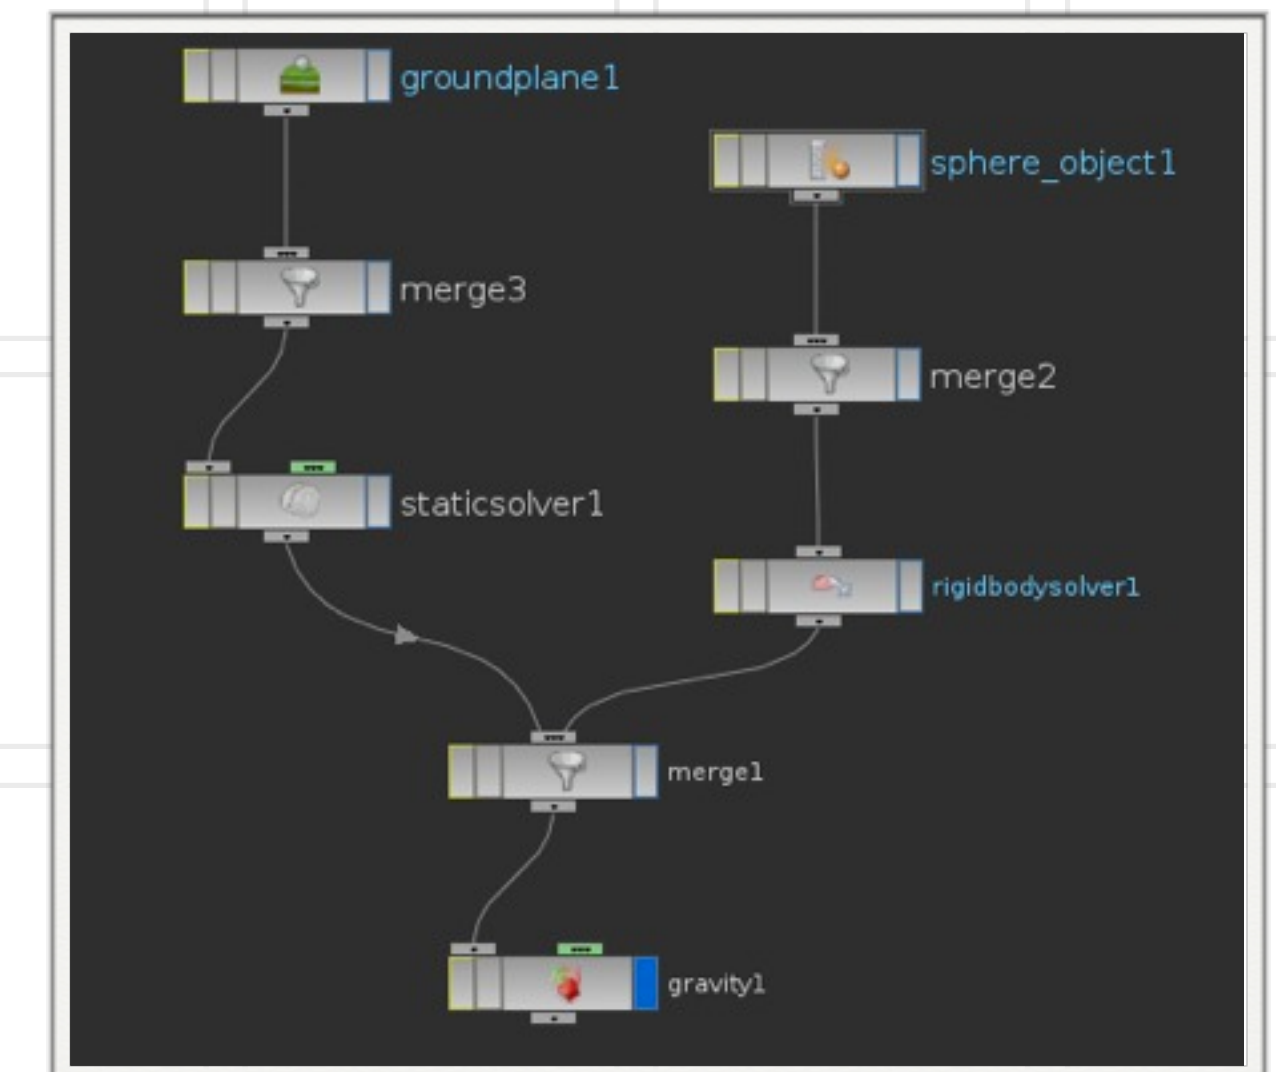 groundplane1
sphere_object1
merge3
merge2
staticsolver1
rigidbodysolver1
merge1
gravity1